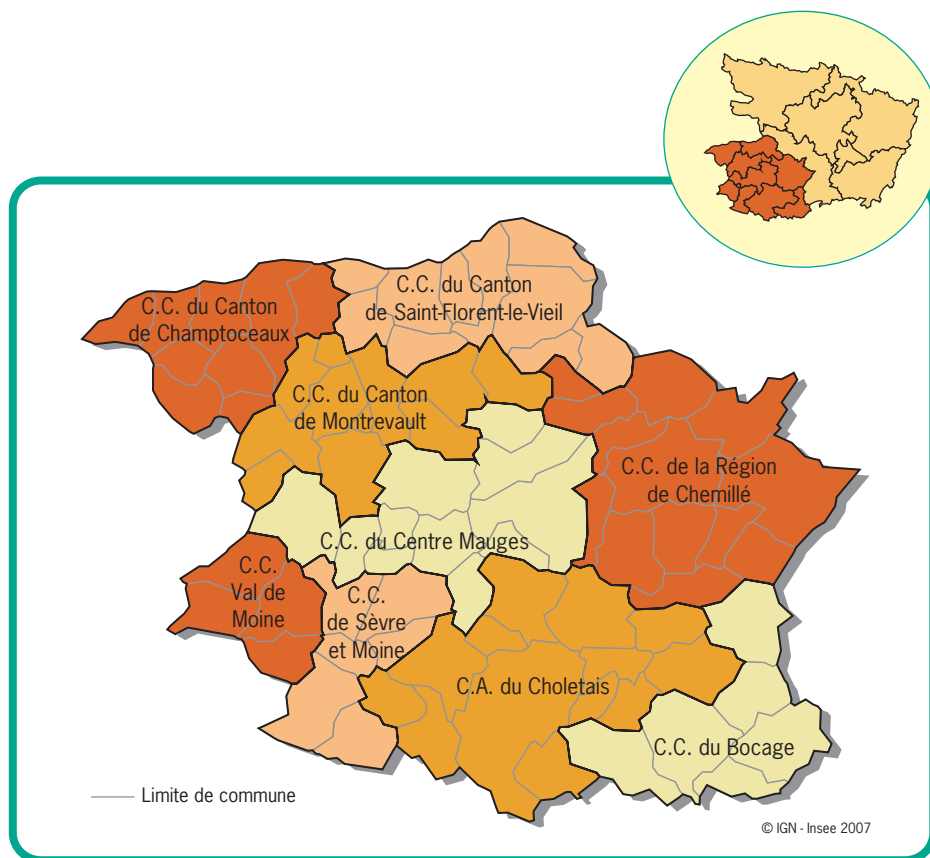 C.C. du Canton
de Saint-Florent-le-Vieil
C.C. du Canton
de Champtoceaux
C.C. du Canton
de Montrevault
C.C. de la Région
de Chemillé
C.C. du Centre Mauges
C.C.
Val de
Moine
C.C.
de Sèvre
et Moine
C.A. du Choletais
C.C. du Bocage
Limite de commune
© IGN - Insee 2007